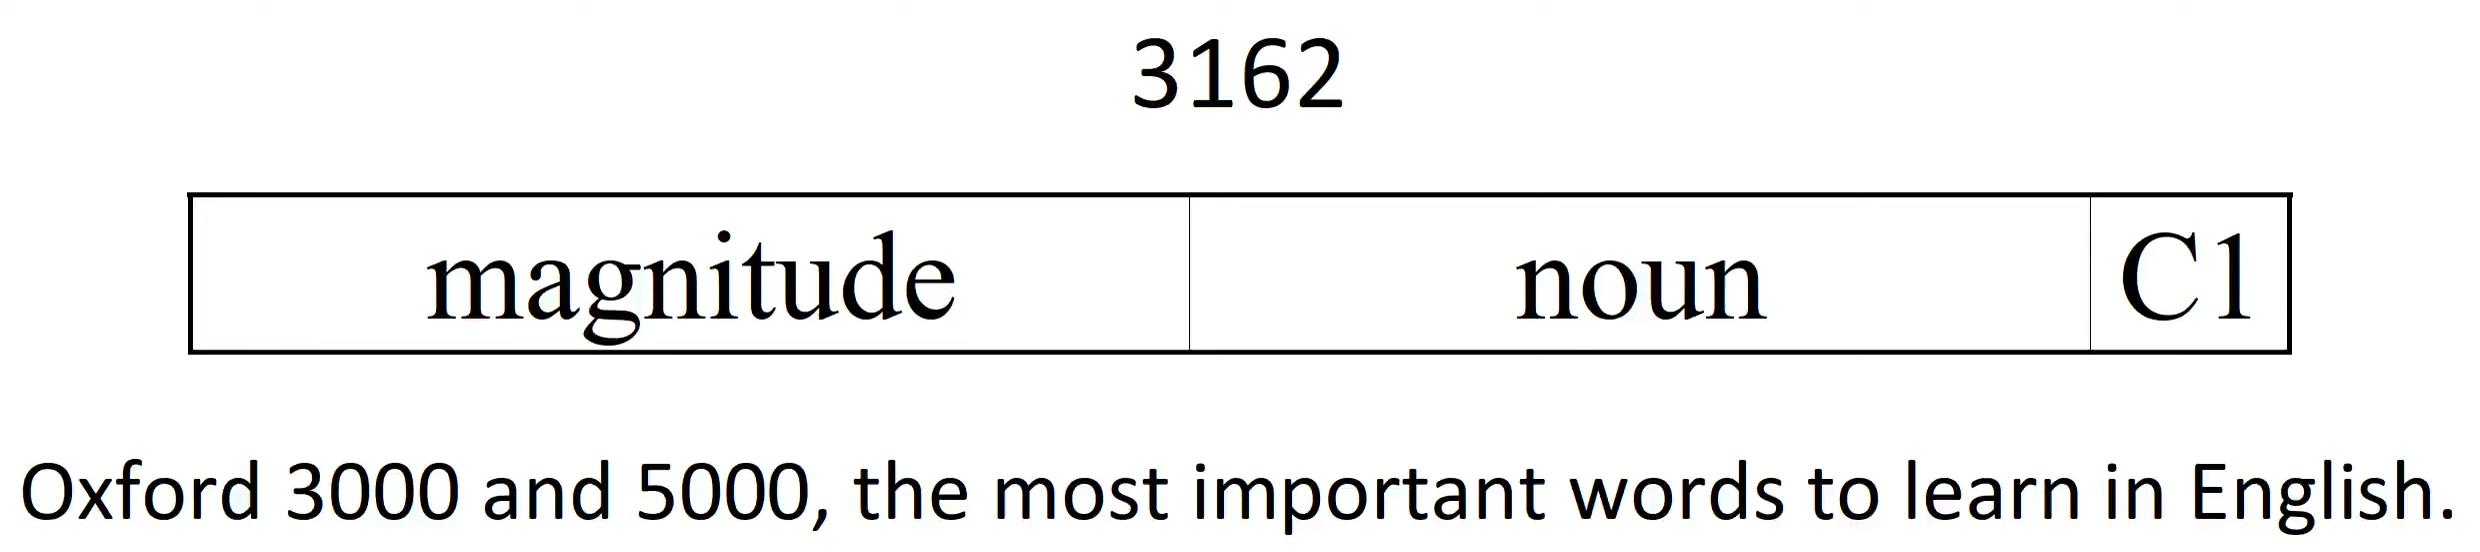 3162
magnitude noun C1
Oxford 3000 and 5000, the most important words to learn in English.